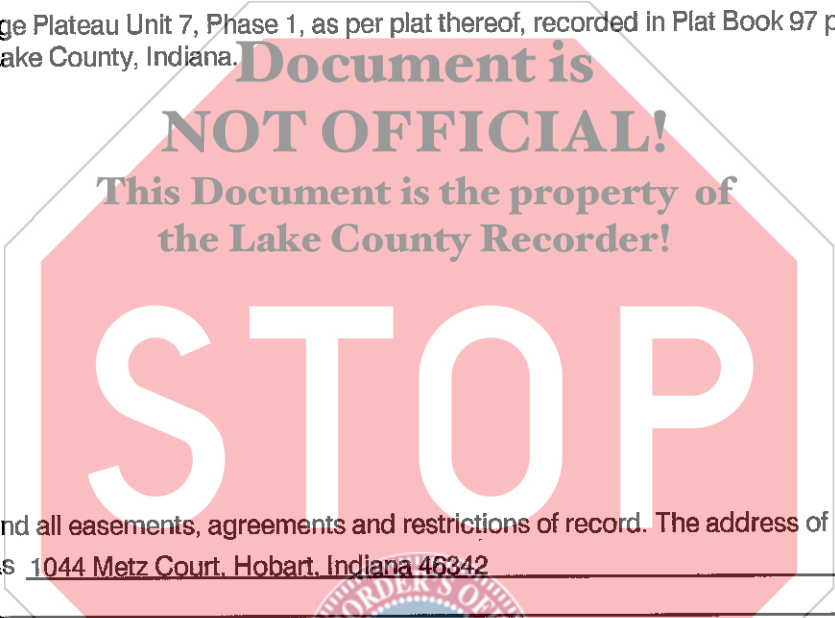 ge Plateau Unit 7, Phase 1, as per plat thereof, recorded in Plat Book 97 p
ake County, Indiana.
Document is
NOT OFFICIAL!
This Document is the property of
the Lake County Recorder!
STOP
nd all easements, agreements and restrictions of record. The address of
s 1044 Metz Court, Hobart, Indiana 46342
ORDER'S OF